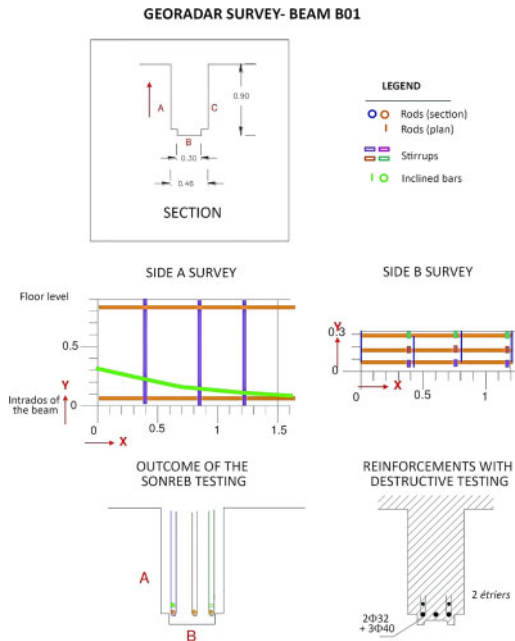 GEORADAR SURVEY- BEAM B01
A
C
B
0.90
0.30
0.46
SECTION
LEGEND
Rods (section)
Rods (plan)
Stirrups
Inclined bars
SIDE A SURVEY
Floor level
0.5
Y
Intrados of
the beam
0
0
0.5
1
1.5
X
SIDE B SURVEY
0.3
Y
0
X
0
0.5
1
OUTCOME OF THE
SONREB TESTING
A
B
REINFORCEMENTS WITH
DESTRUCTIVE TESTING
2 étriers
2Φ32
+ 3Φ40